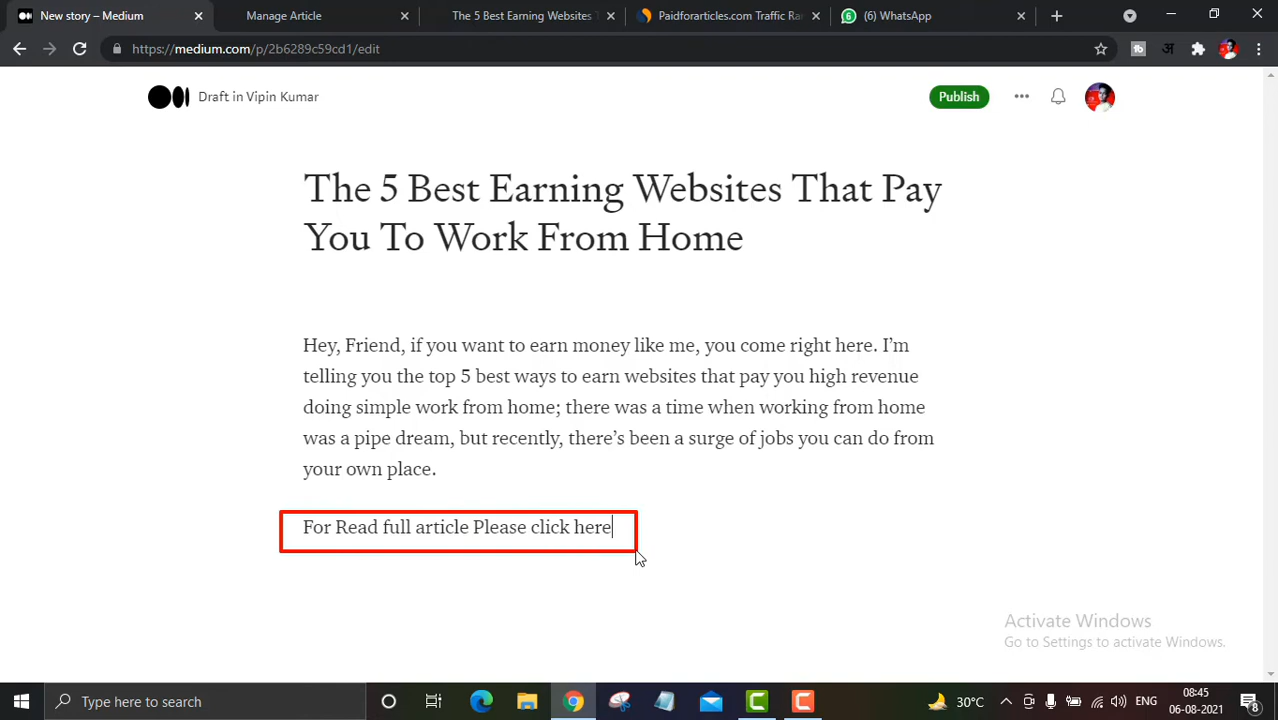 New story - Medium
Manage Article
The 5 Best Earning Websites T
Paidforarticles.com Traffic Ra
(6) WhatsApp
https://medium.com/p/2b6289c59cd1/edit
अ
Draft in Vipin Kumar
Publish
The 5 Best Earning Websites That Pay
You To Work From Home
Hey, Friend, if you want to earn money like me, you come right here. I’m
telling you the top 5 best ways to earn websites that pay you high revenue
doing simple work from home; there was a time when working from home
was a pipe dream, but recently, there’s been a surge of jobs you can do from
your own place.
For Read full article Please click here
Activate Windows
Go to Settings to activate Windows.
Type here to search
30°C
ENG
08:45
06-08-2021
8